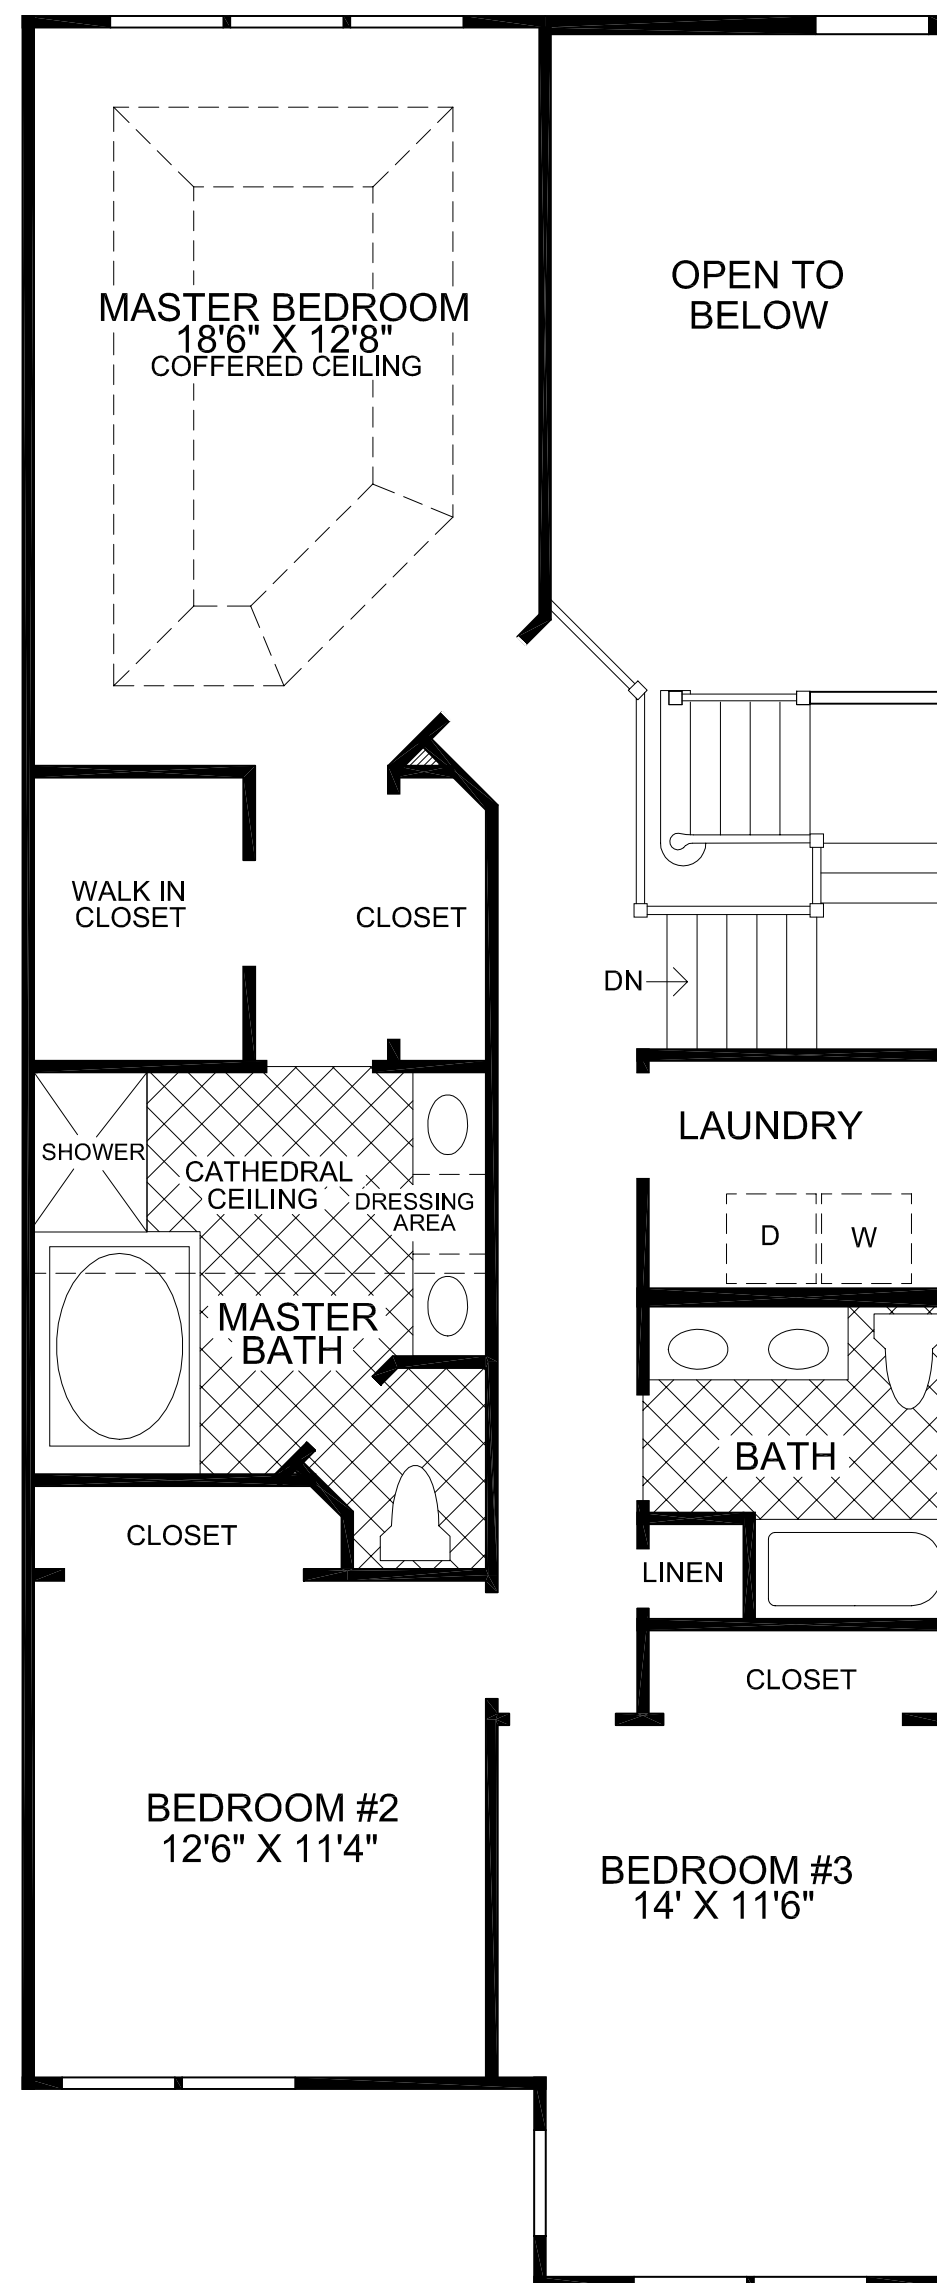 OPEN TO
BELOW
MASTER BEDROOM
18'6" X 12'8"
COFFERED CEILING
WALK IN
CLOSET
CLOSET
DN
LAUNDRY
D
W
SHOWER
CATHEDRAL
CEILING
DRESSING
AREA
MASTER
BATH
BATH
CLOSET
LINEN
CLOSET
BEDROOM #2
12'6" X 11'4"
BEDROOM #3
14' X 11'6"